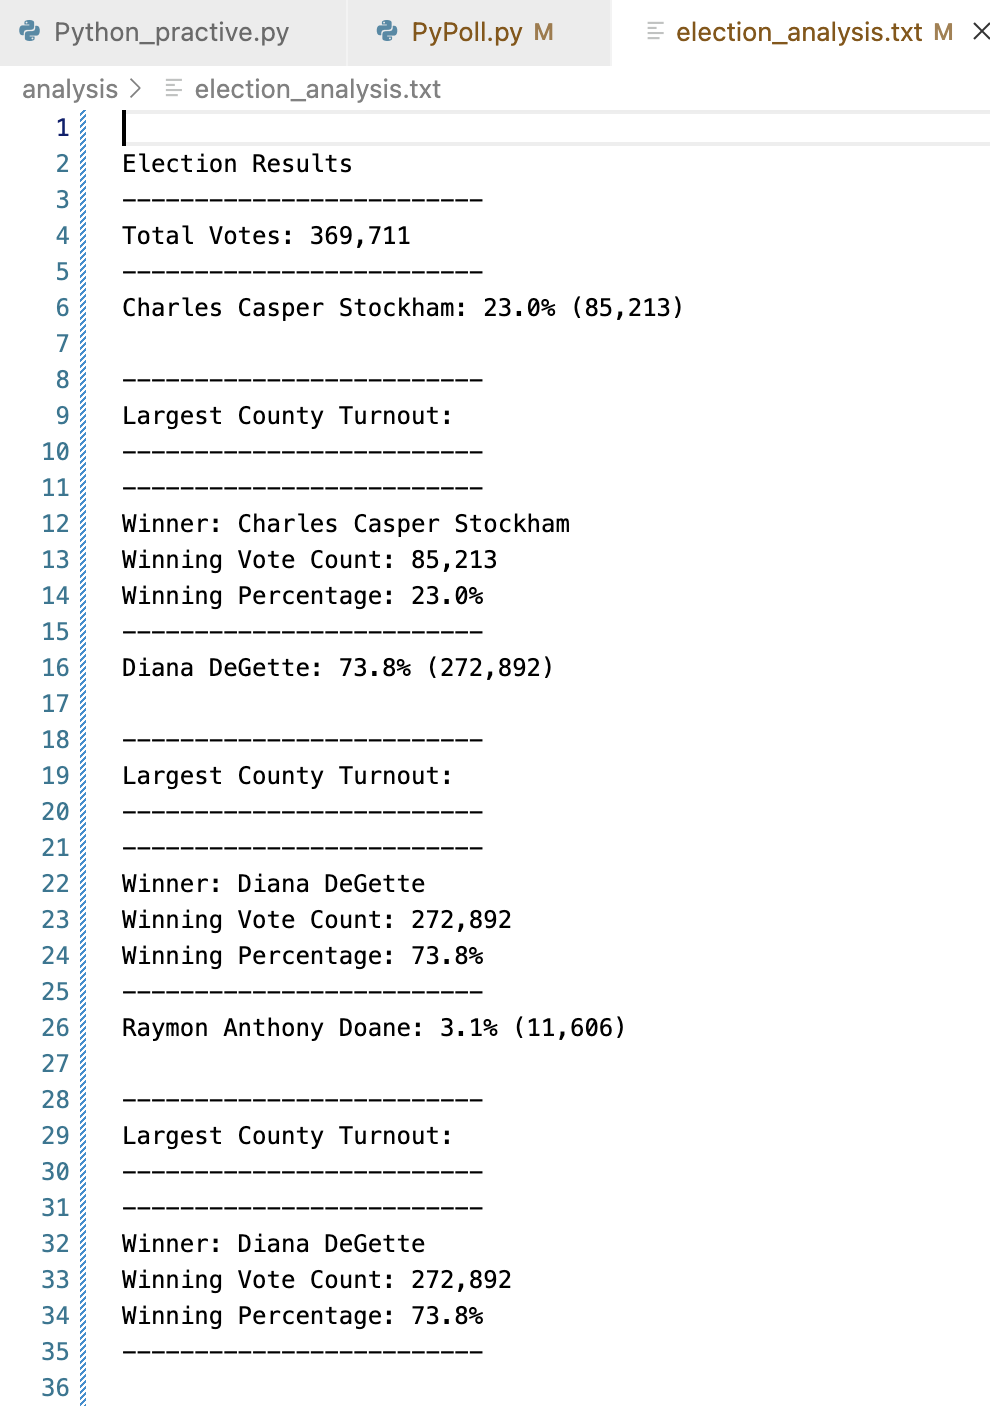 Python_practive.py PyPoll.py M election_analysis.txt M
analysis > election_analysis.txt
1
2 Election Results
3 -------------------------
4 Total Votes: 369,711
5 -------------------------
6 Charles Casper Stockham: 23.0% (85,213)
7
8 -------------------------
9 Largest County Turnout:
10 -------------------------
11 -------------------------
12 Winner: Charles Casper Stockham
13 Winning Vote Count: 85,213
14 Winning Percentage: 23.0%
15 -------------------------
16 Diana DeGette: 73.8% (272,892)
17
18 -------------------------
19 Largest County Turnout:
20 -------------------------
21 -------------------------
22 Winner: Diana DeGette
23 Winning Vote Count: 272,892
24 Winning Percentage: 73.8%
25 -------------------------
26 Raymon Anthony Doane: 3.1% (11,606)
27
28 -------------------------
29 Largest County Turnout:
30 -------------------------
31 -------------------------
32 Winner: Diana DeGette
33 Winning Vote Count: 272,892
34 Winning Percentage: 73.8%
35 -------------------------
36